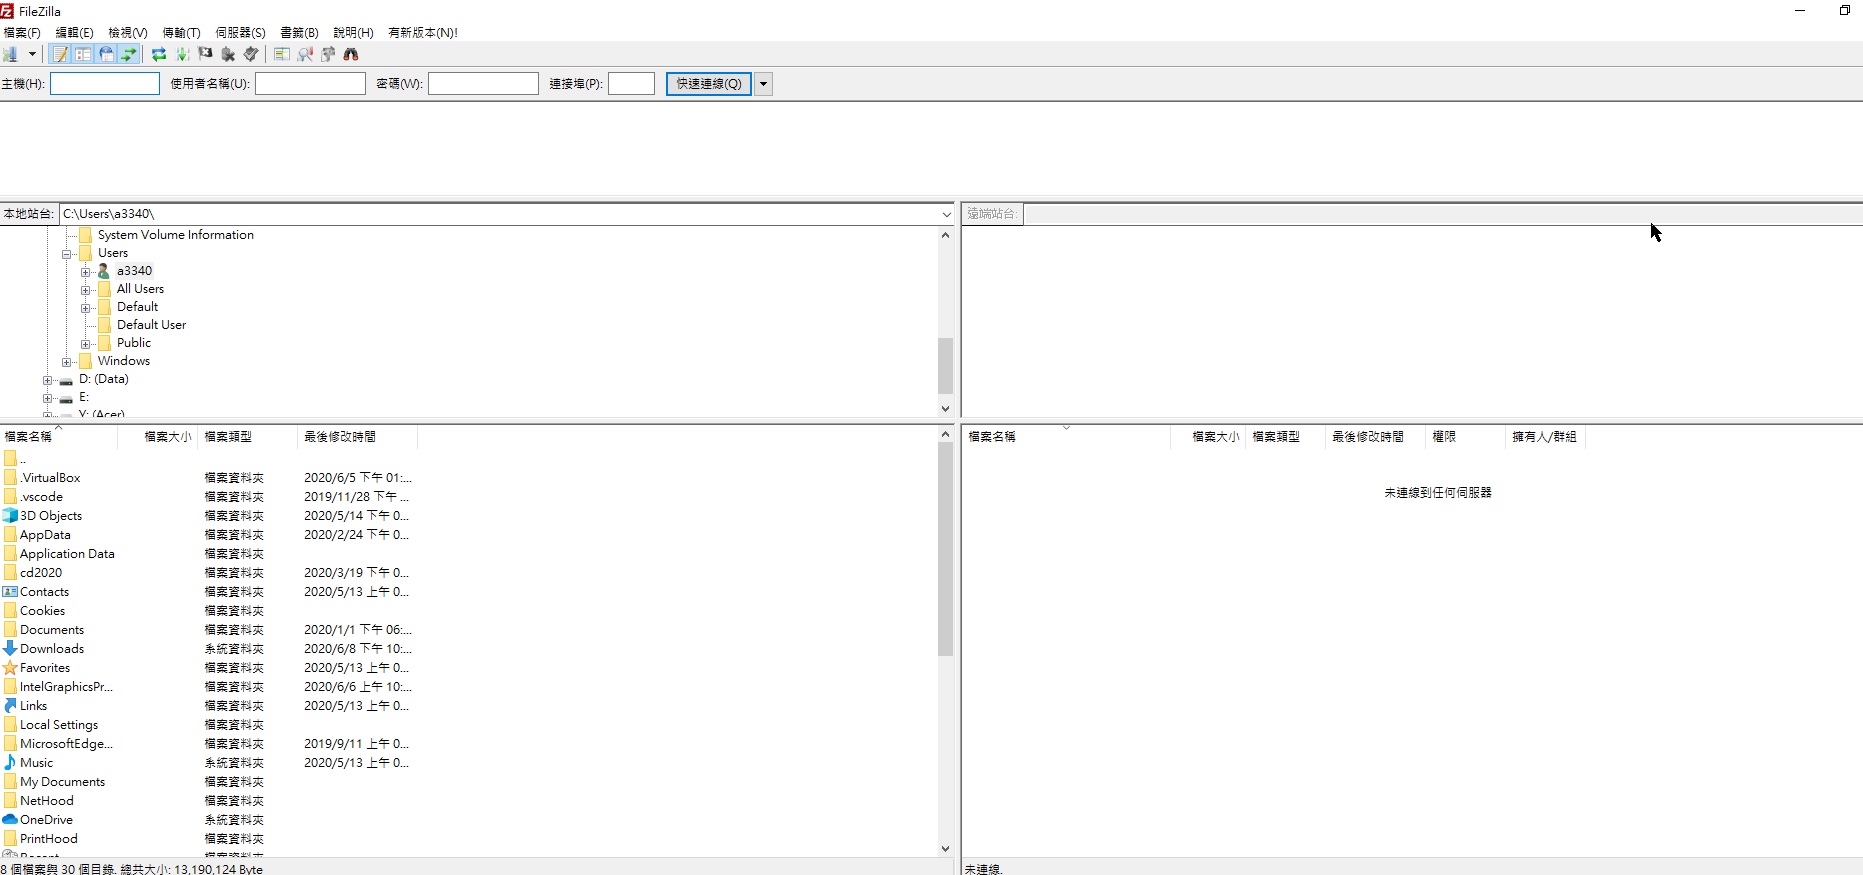 FileZilla
檔案(F) 編輯(E) 檢視(V) 傳輸(T) 伺服器(S) 書籤(B) 說明(H) 有新版本(N)!
主機(H): 使用者名稱(U): 密碼(W): 連接埠(P): 快速連線(Q)
本地站台: C:\Users\a3340\
System Volume Information
Users
a3340
All Users
Default
Default User
Public
Windows
D: (Data)
E:
Y: (Acer)
遠端站台:
檔案名稱 檔案大小 檔案類型 最後修改時間
..
.VirtualBox 檔案資料夾 2020/6/5 下午 01:...
.vscode 檔案資料夾 2019/11/28 下午 ...
3D Objects 檔案資料夾 2020/5/14 下午 0...
AppData 檔案資料夾 2020/2/24 下午 0...
Application Data 檔案資料夾
cd2020 檔案資料夾 2020/3/19 下午 0...
Contacts 檔案資料夾 2020/5/13 上午 0...
Cookies 檔案資料夾
Documents 檔案資料夾 2020/1/1 下午 06:...
Downloads 系統資料夾 2020/6/8 下午 10:...
Favorites 檔案資料夾 2020/5/13 上午 0...
IntelGraphicsPr... 檔案資料夾 2020/6/6 上午 10:...
Links 檔案資料夾 2020/5/13 上午 0...
Local Settings 檔案資料夾
MicrosoftEdge... 檔案資料夾 2019/9/11 上午 0...
Music 系統資料夾 2020/5/13 上午 0...
My Documents 檔案資料夾
NetHood 檔案資料夾
OneDrive 系統資料夾
PrintHood 檔案資料夾
Recent 檔案資料夾
8 個檔案與 30 個目錄. 總共大小: 13,190,124 Byte
檔案名稱 檔案大小 檔案類型 最後修改時間 權限 擁有人/群組
未連線到任何伺服器
未連線.